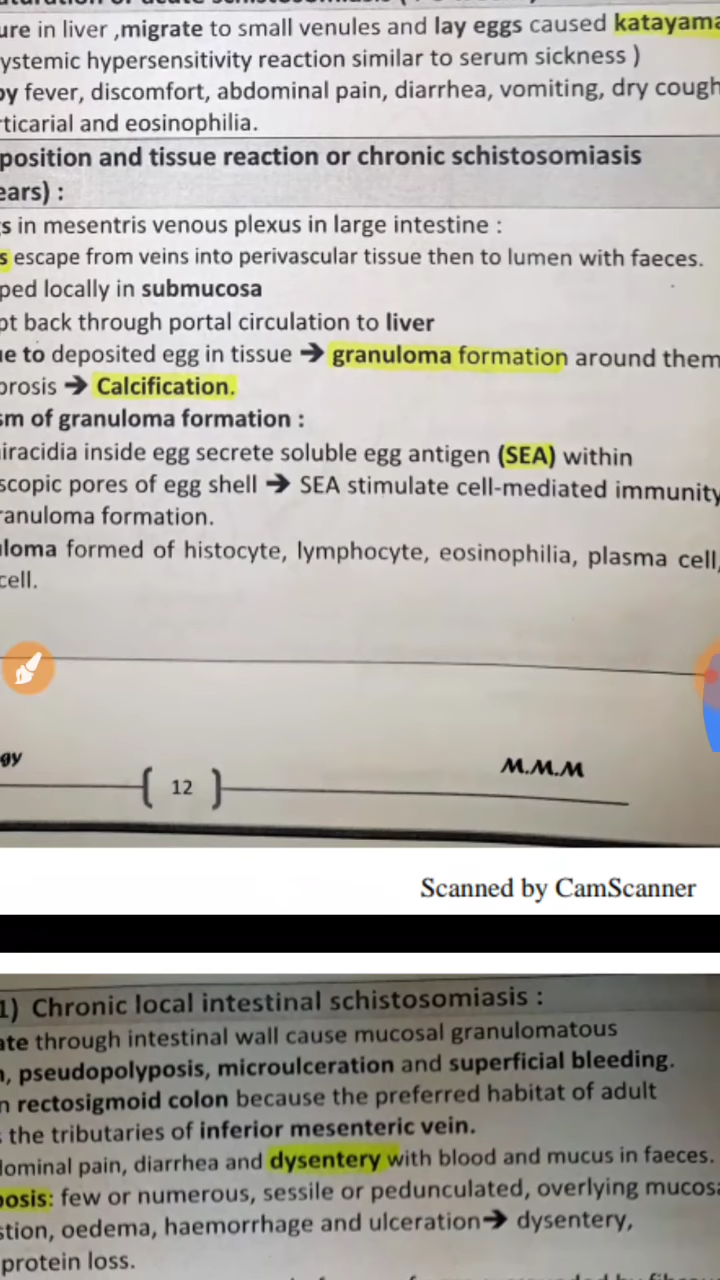 ure in liver ,migrate to small venules and lay eggs caused katayama
ystemic hypersensitivity reaction similar to serum sickness )
by fever, discomfort, abdominal pain, diarrhea, vomiting, dry cough
rticarial and eosinophilia.
position and tissue reaction or chronic schistosomiasis
ears) :
s in mesentris venous plexus in large intestine :
s escape from veins into perivascular tissue then to lumen with faeces.
ped locally in submucosa
pt back through portal circulation to liver
ue to deposited egg in tissue → granuloma formation around them
brosis → Calcification.
sm of granuloma formation :
iracidia inside egg secrete soluble egg antigen (SEA) within
scopic pores of egg shell → SEA stimulate cell-mediated immunity
ranuloma formation.
uloma formed of histocyte, lymphocyte, eosinophilia, plasma cell,
cell.
gy
{ 12 }
M.M.M
Scanned by CamScanner
1) Chronic local intestinal schistosomiasis :
ate through intestinal wall cause mucosal granulomatous
n, pseudopolyposis, microulceration and superficial bleeding.
n rectosigmoid colon because the preferred habitat of adult
s the tributaries of inferior mesenteric vein.
dominal pain, diarrhea and dysentery with blood and mucus in faeces.
posis: few or numerous, sessile or pedunculated, overlying mucosa
stion, oedema, haemorrhage and ulceration→ dysentery,
protein loss.